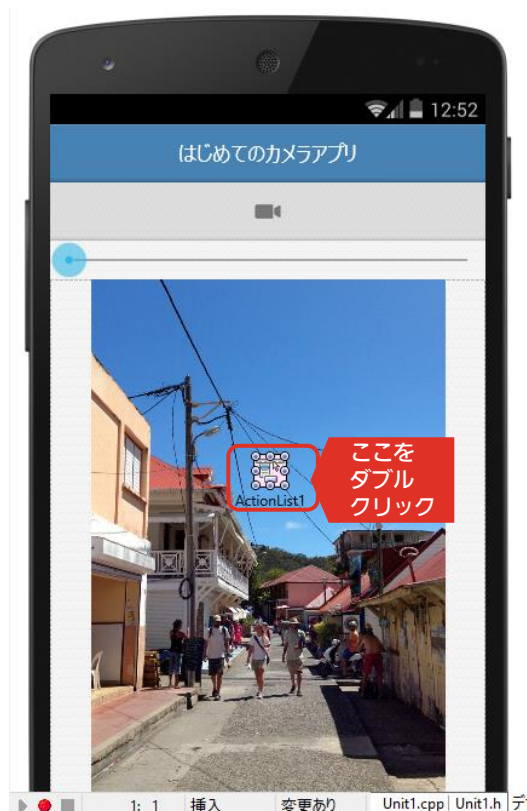 12:52
はじめてのカメラアプリ
ActionList1
ここを
ダブル
クリック
1: 1 挿入 変更あり Unit1.cpp Unit1.h デ